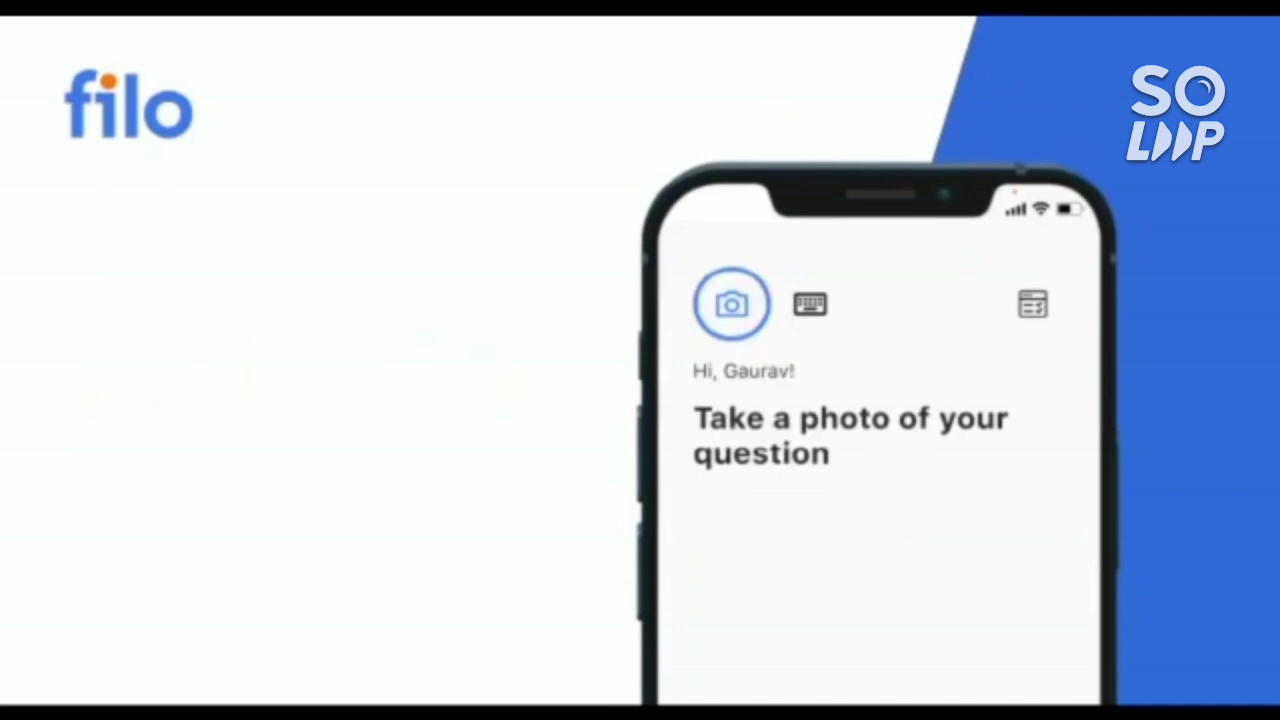 filo
SO
LOOP
Hi, Gaurav!
Take a photo of your
question